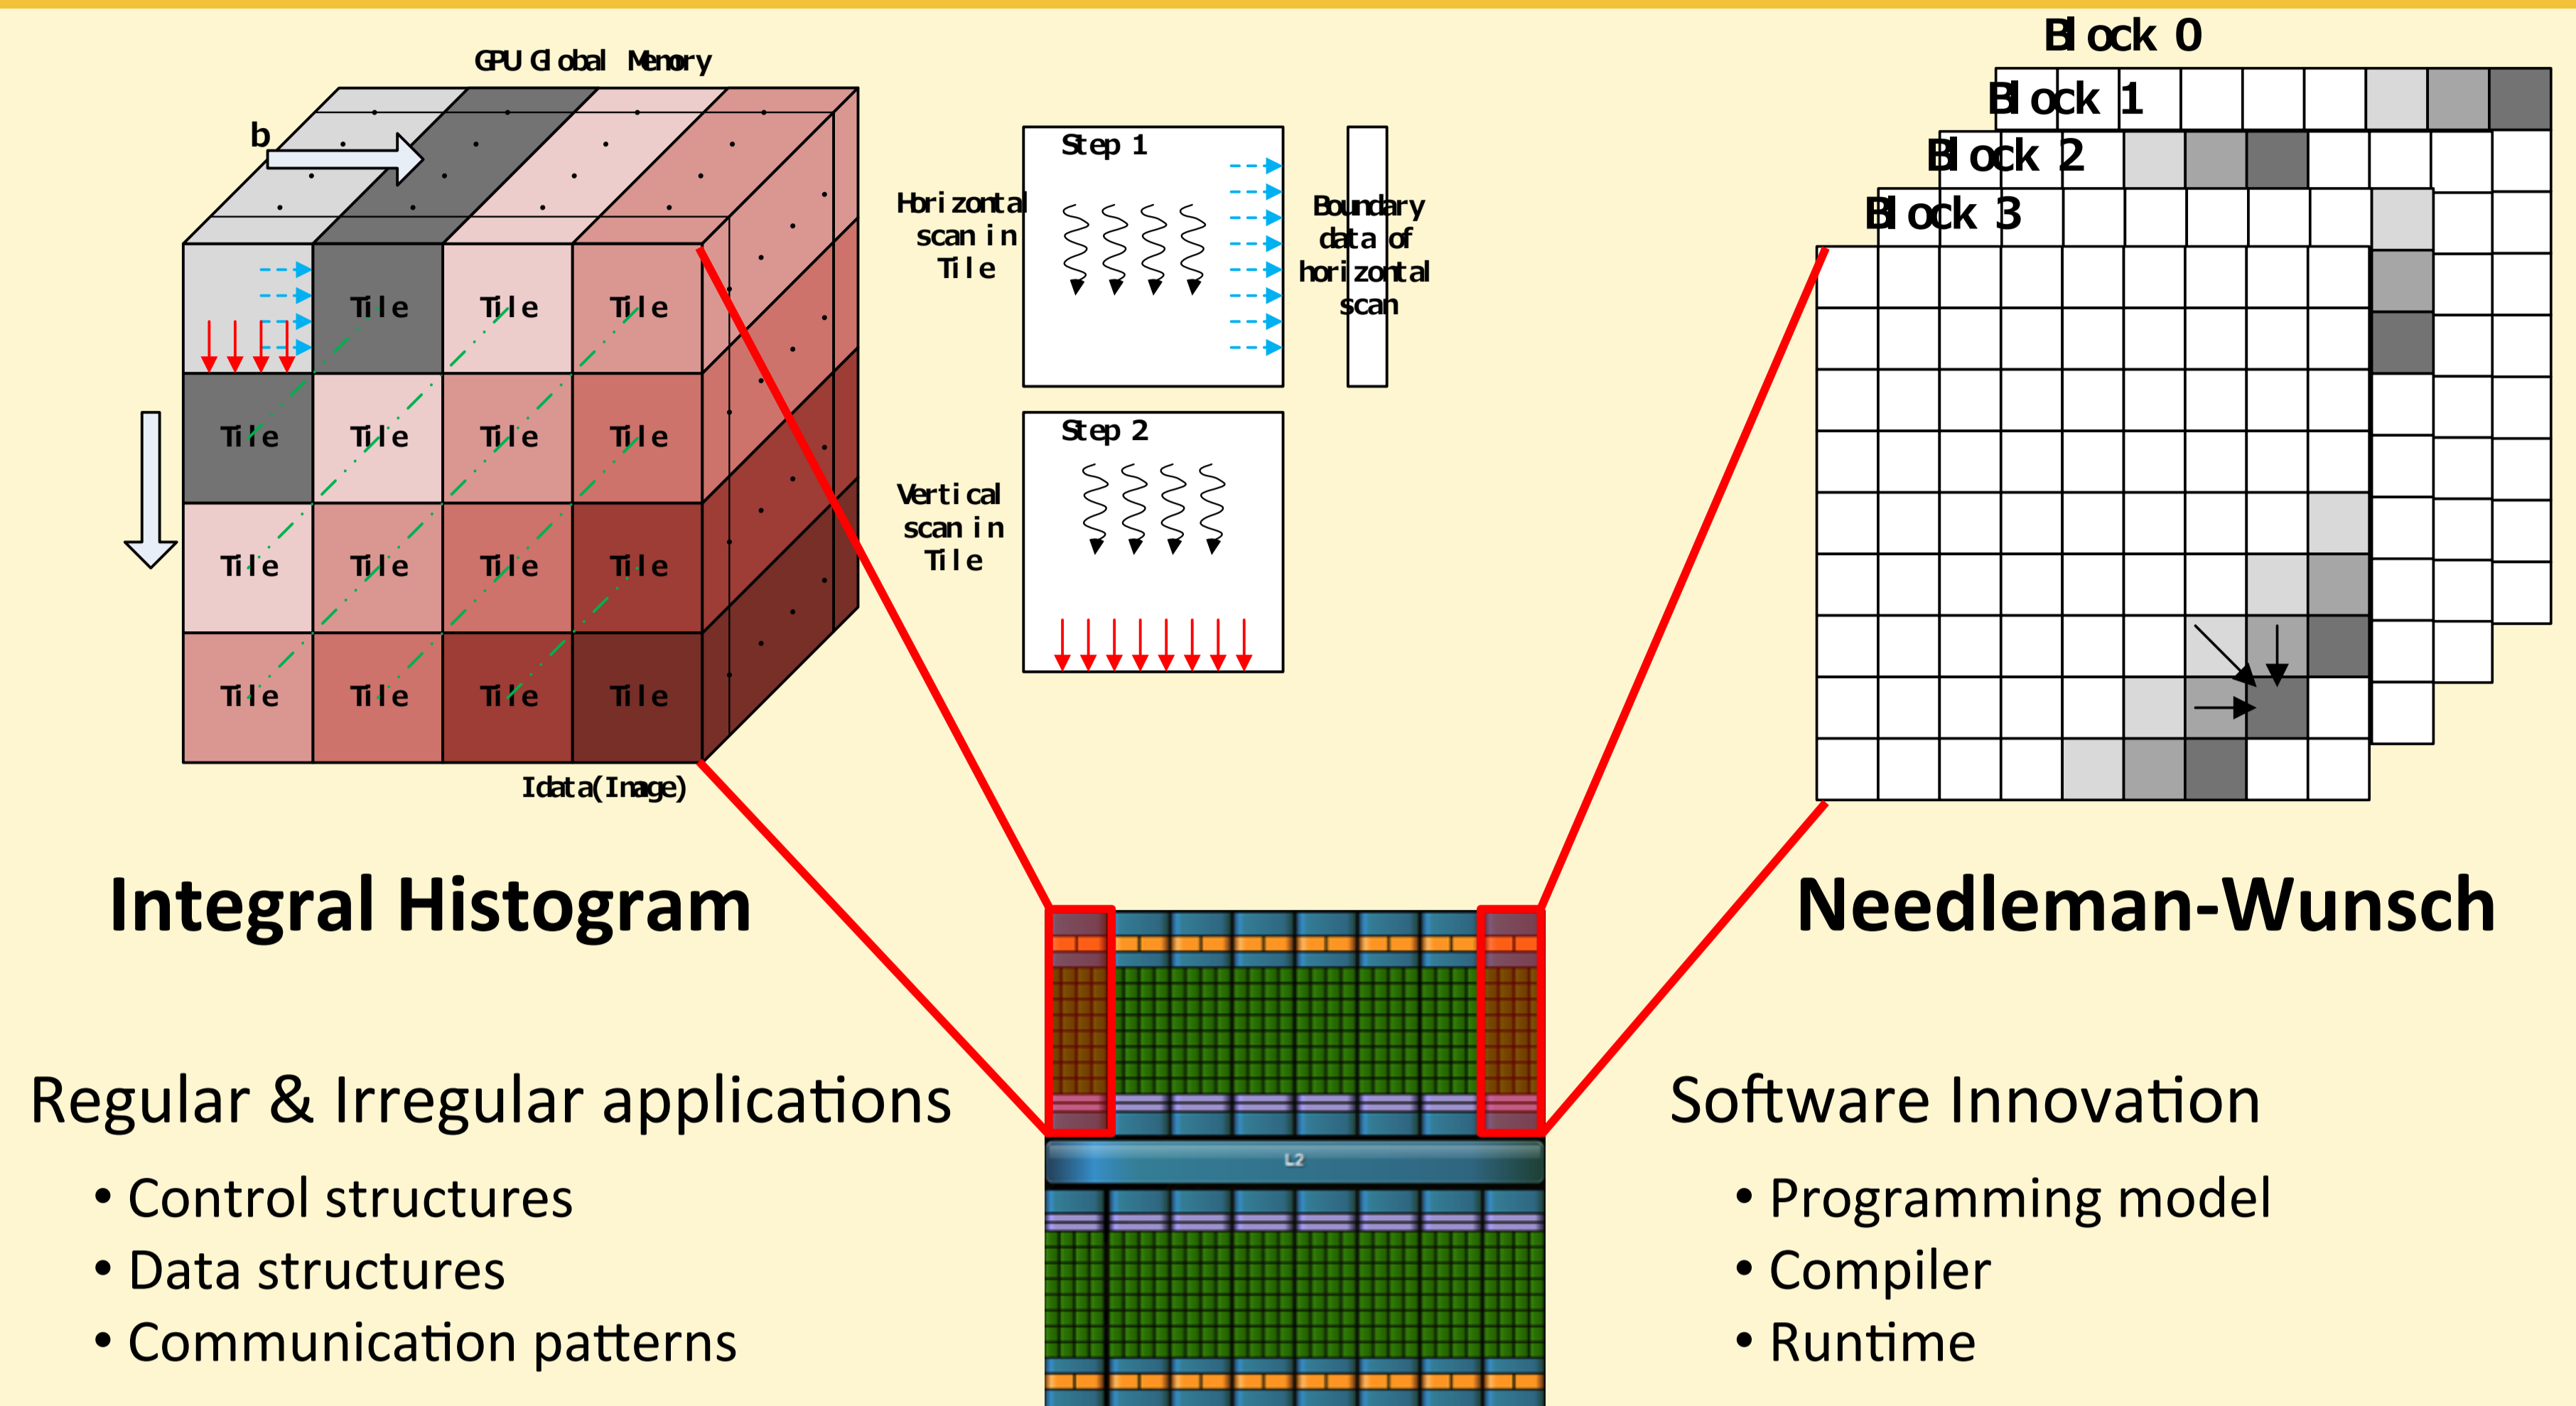 GPU Global Memory
b
Tile Tile Tile
Tile Tile Tile Tile
Tile Tile Tile Tile
Tile Tile Tile Tile
Idata(Image)
Horizontal
scan in
Tile
Step 1
Boundary
data of
horizontal
scan
Vertical
scan in
Tile
Step 2
Block 0
Block 1
Block 2
Block 3
Integral Histogram
Needleman-Wunsch
Regular & Irregular applications
• Control structures
• Data structures
• Communication patterns
L2
Software Innovation
• Programming model
• Compiler
• Runtime